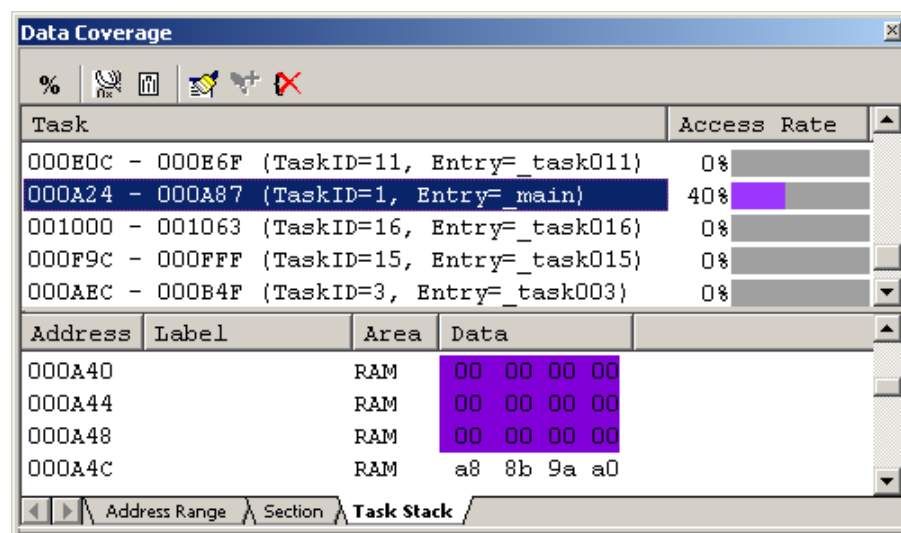 Data Coverage
%
Task Access Rate
000E0C - 000E6F (TaskID=11, Entry=_task011) 0%
000A24 - 000A87 (TaskID=1, Entry=_main) 40%
001000 - 001063 (TaskID=16, Entry=_task016) 0%
000F9C - 000FFF (TaskID=15, Entry=_task015) 0%
000AEC - 000B4F (TaskID=3, Entry=_task003) 0%
Address Label Area Data
000A40 RAM 00 00 00 00
000A44 RAM 00 00 00 00
000A48 RAM 00 00 00 00
000A4C RAM a8 8b 9a a0
Address Range Section Task Stack